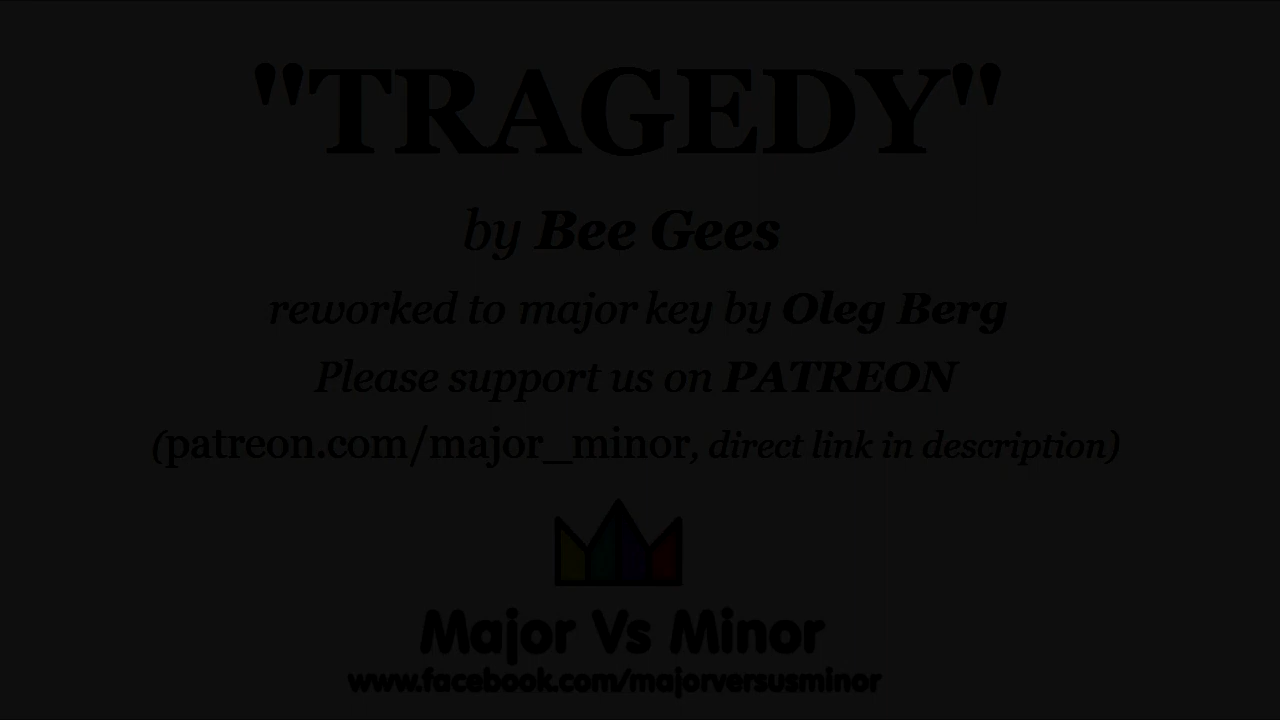 "TRAGEDY"
by Bee Gees
reworked to major key by Oleg Berg
Please support us on PATREON
(patreon.com/major_minor, direct link in description)
Major Vs Minor
www.facebook.com/majorversusminor